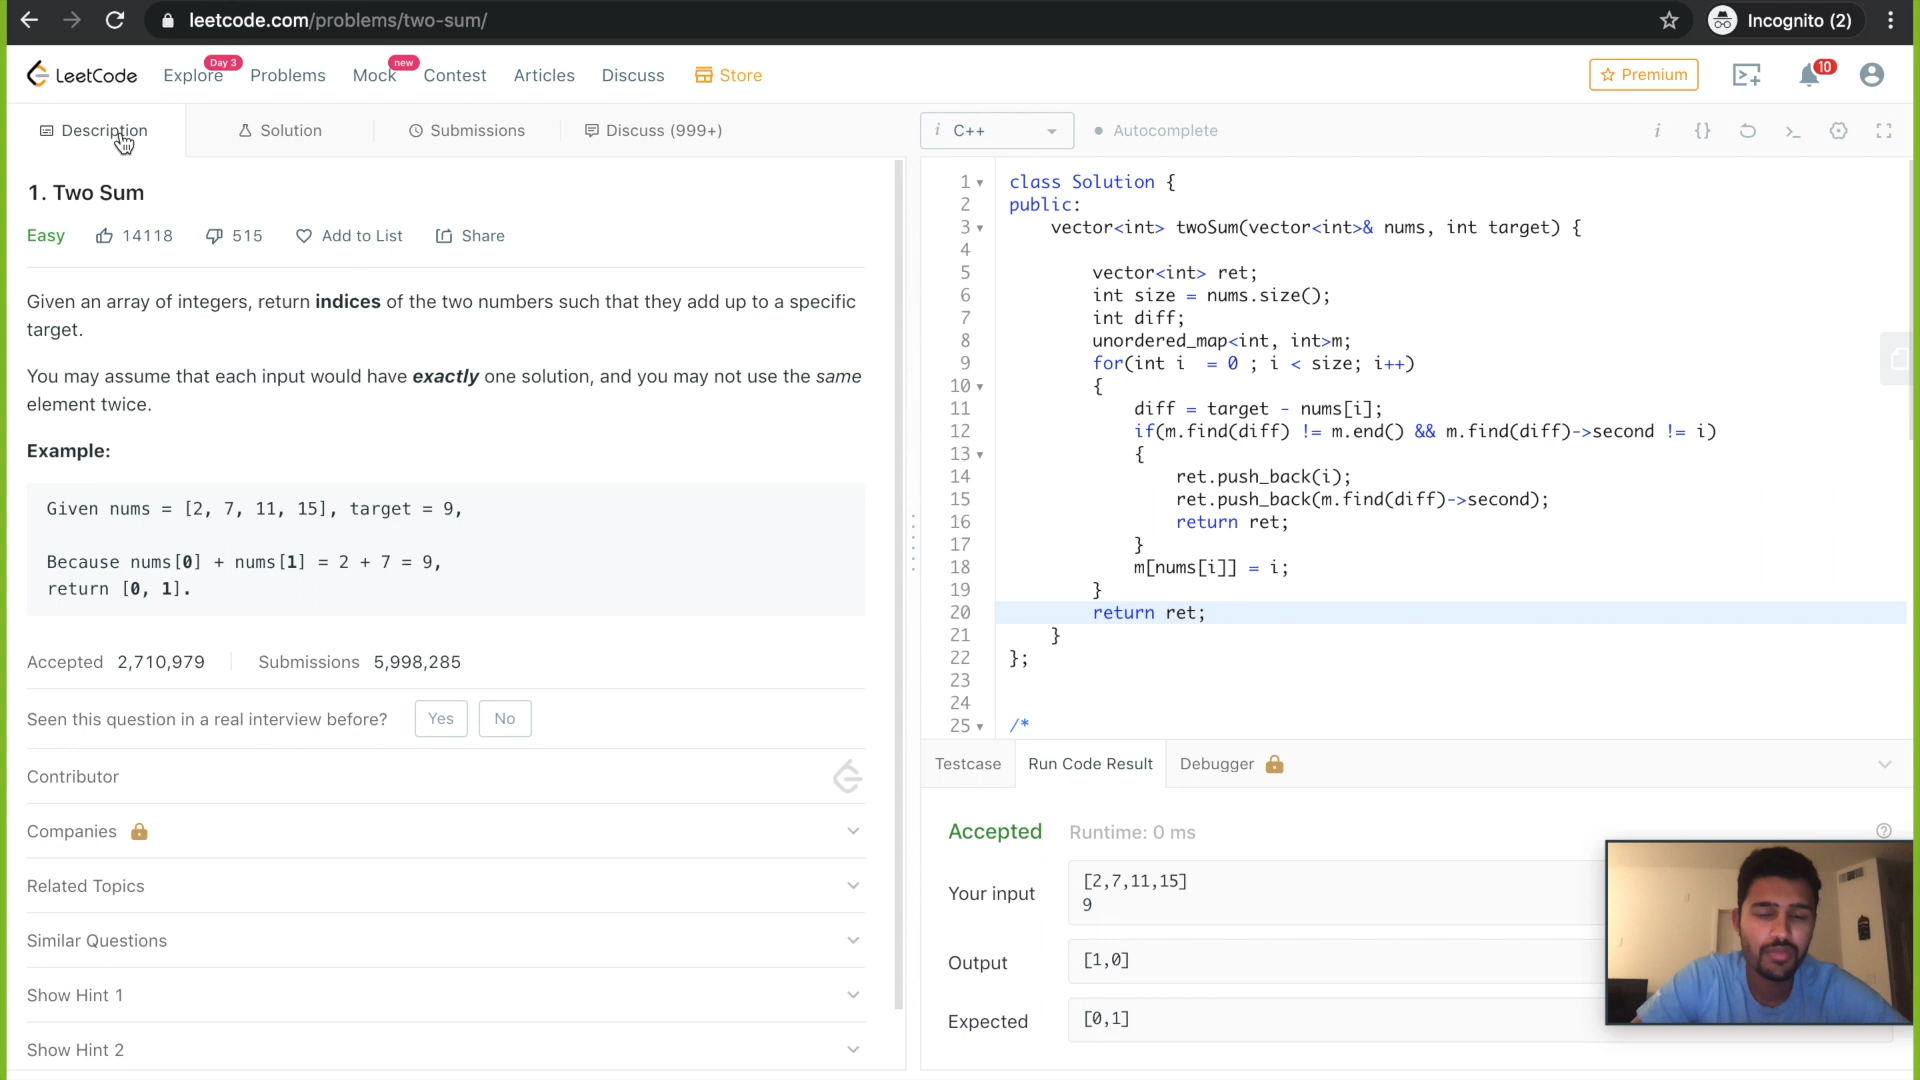 leetcode.com/problems/two-sum/
Incognito (2)
LeetCode
Explore
Day 3
Problems
Mock
new
Contest
Articles
Discuss
Store
Premium
10
Description
Solution
Submissions
Discuss (999+)
1. Two Sum
Easy
14118
515
Add to List
Share
Given an array of integers, return indices of the two numbers such that they add up to a specific
target.
You may assume that each input would have exactly one solution, and you may not use the same
element twice.
Example:
Given nums = [2, 7, 11, 15], target = 9,
Because nums[0] + nums[1] = 2 + 7 = 9,
return [0, 1].
Accepted 2,710,979
Submissions 5,998,285
Seen this question in a real interview before?
Yes
No
Contributor
Companies
Related Topics
Similar Questions
Show Hint 1
Show Hint 2
i C++
Autocomplete
i {}
1 class Solution {
2 public:
3 vector<int> twoSum(vector<int>& nums, int target) {
4
5 vector<int> ret;
6 int size = nums.size();
7 int diff;
8 unordered_map<int, int>m;
9 for(int i  = 0 ; i < size; i++)
10 {
11 diff = target - nums[i];
12 if(m.find(diff) != m.end() && m.find(diff)->second != i)
13 {
14 ret.push_back(i);
15 ret.push_back(m.find(diff)->second);
16 return ret;
17 }
18 m[nums[i]] = i;
19 }
20 return ret;
21 }
22 };
23
24
25 /*
Testcase
Run Code Result
Debugger
Accepted
Runtime: 0 ms
Your input
[2,7,11,15]
9
Output
[1,0]
Expected
[0,1]